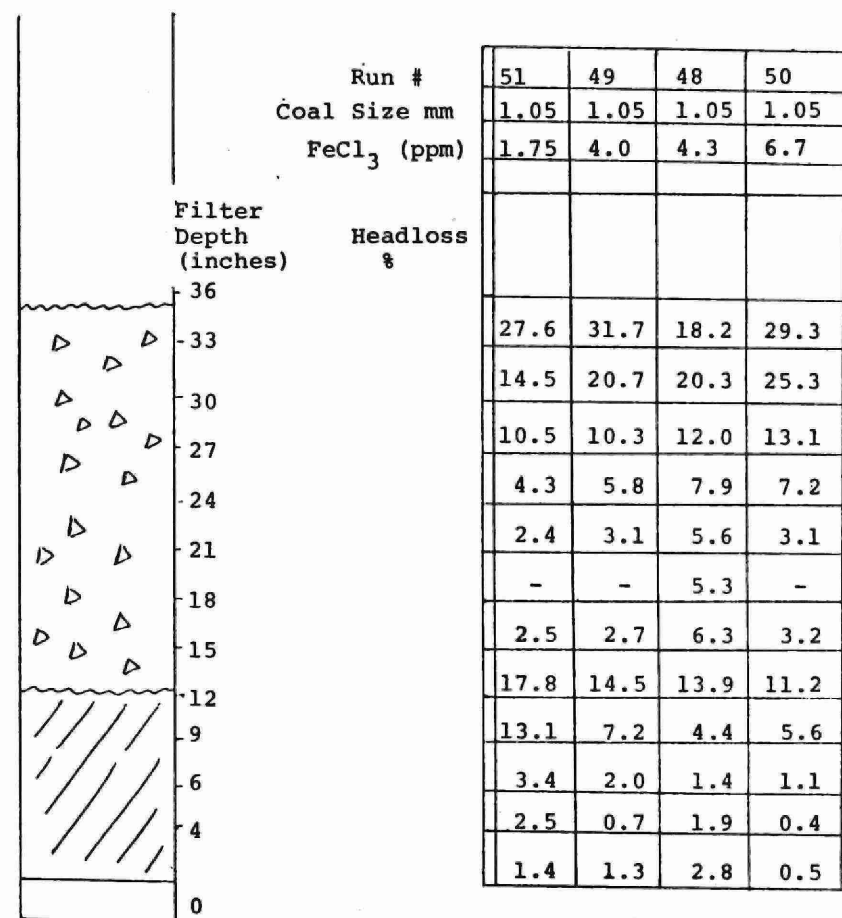 Run # 51 49 48 50
Coal Size mm 1.05 1.05 1.05 1.05
FeCl3 (ppm) 1.75 4.0 4.3 6.7
Filter
Depth Headloss
(inches) %
36
33 27.6 31.7 18.2 29.3
14.5 20.7 20.3 25.3
30
27 10.5 10.3 12.0 13.1
24 4.3 5.8 7.9 7.2
21 2.4 3.1 5.6 3.1
18 - - 5.3 -
15 2.5 2.7 6.3 3.2
12 17.8 14.5 13.9 11.2
9 13.1 7.2 4.4 5.6
6 3.4 2.0 1.4 1.1
4 2.5 0.7 1.9 0.4
1.4 1.3 2.8 0.5
0